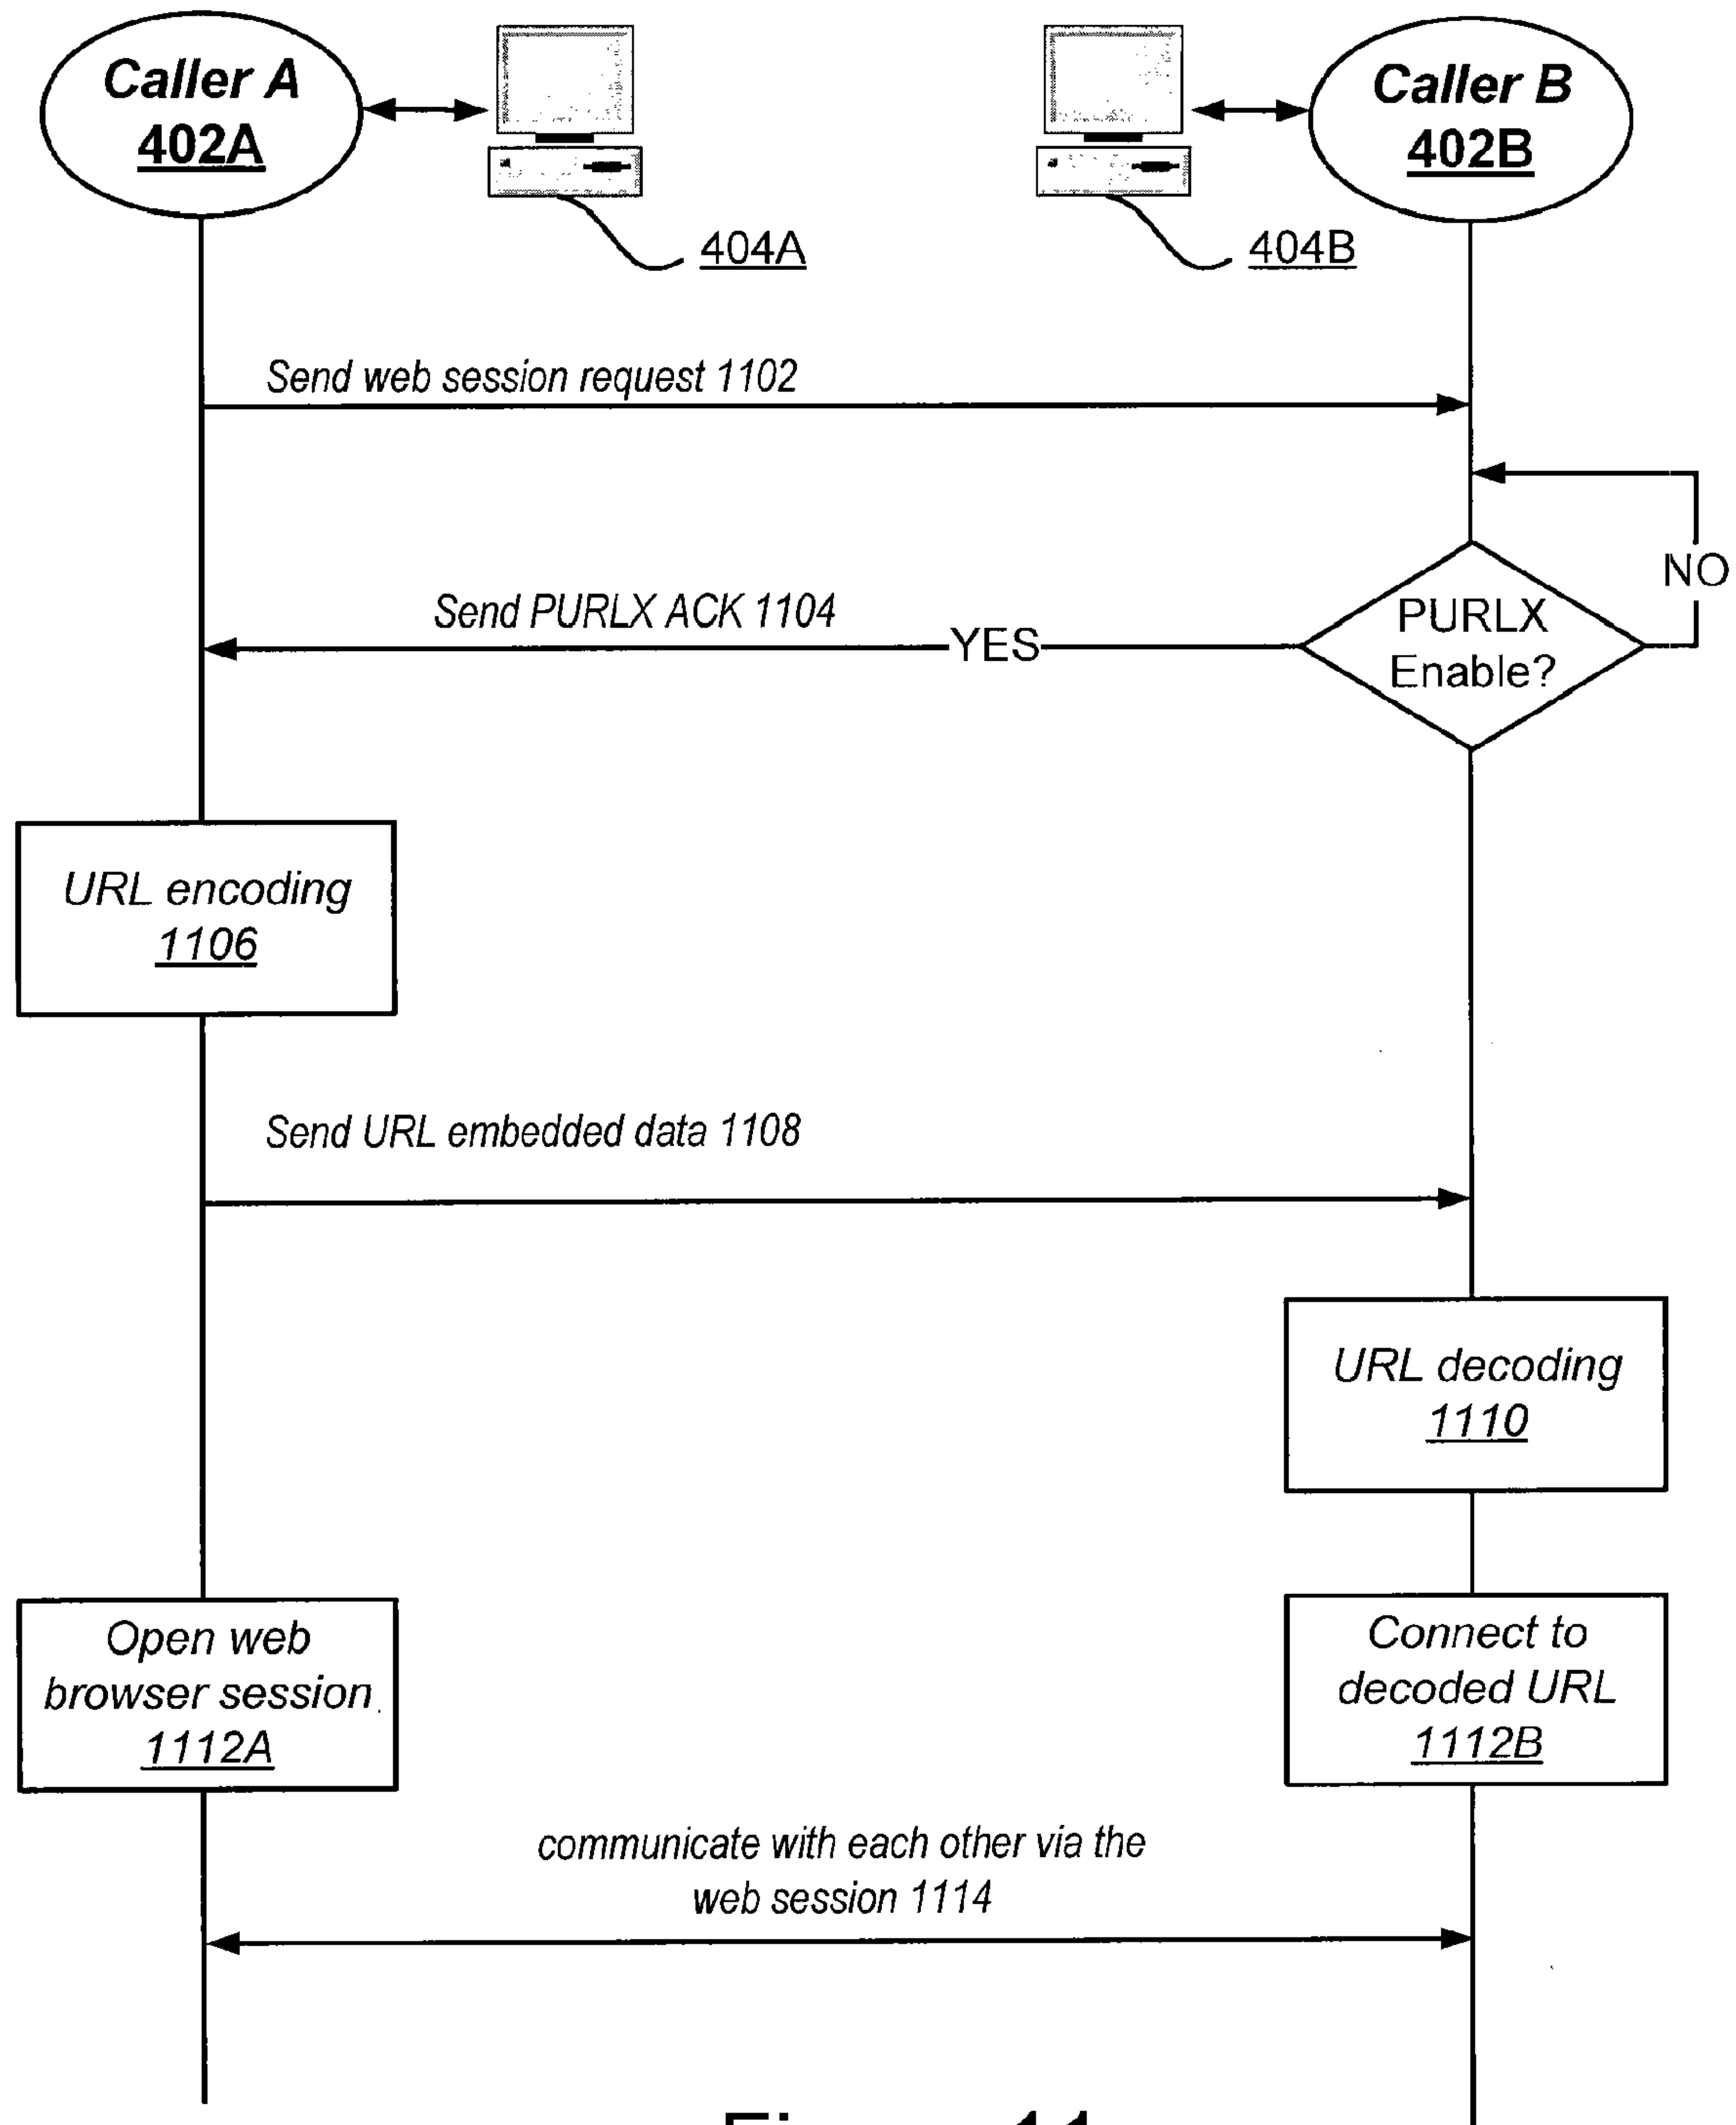 Caller A
402A
Caller B
402B
404A
404B
Send web session request 1102
NO
PURLX
Enable?
Send PURLX ACK 1104
YES
URL encoding
1106
Send URL embedded data 1108
URL decoding
1110
Open web
browser session
1112A
Connect to
decoded URL
1112B
communicate with each other via the
web session 1114
Figure 11